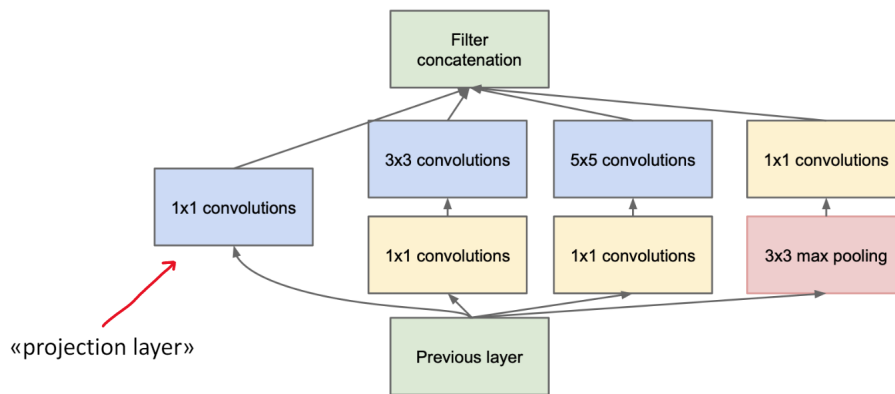 Filter
concatenation
3x3 convolutions
5x5 convolutions
1x1 convolutions
1x1 convolutions
1x1 convolutions
1x1 convolutions
3x3 max pooling
«projection layer»
Previous layer